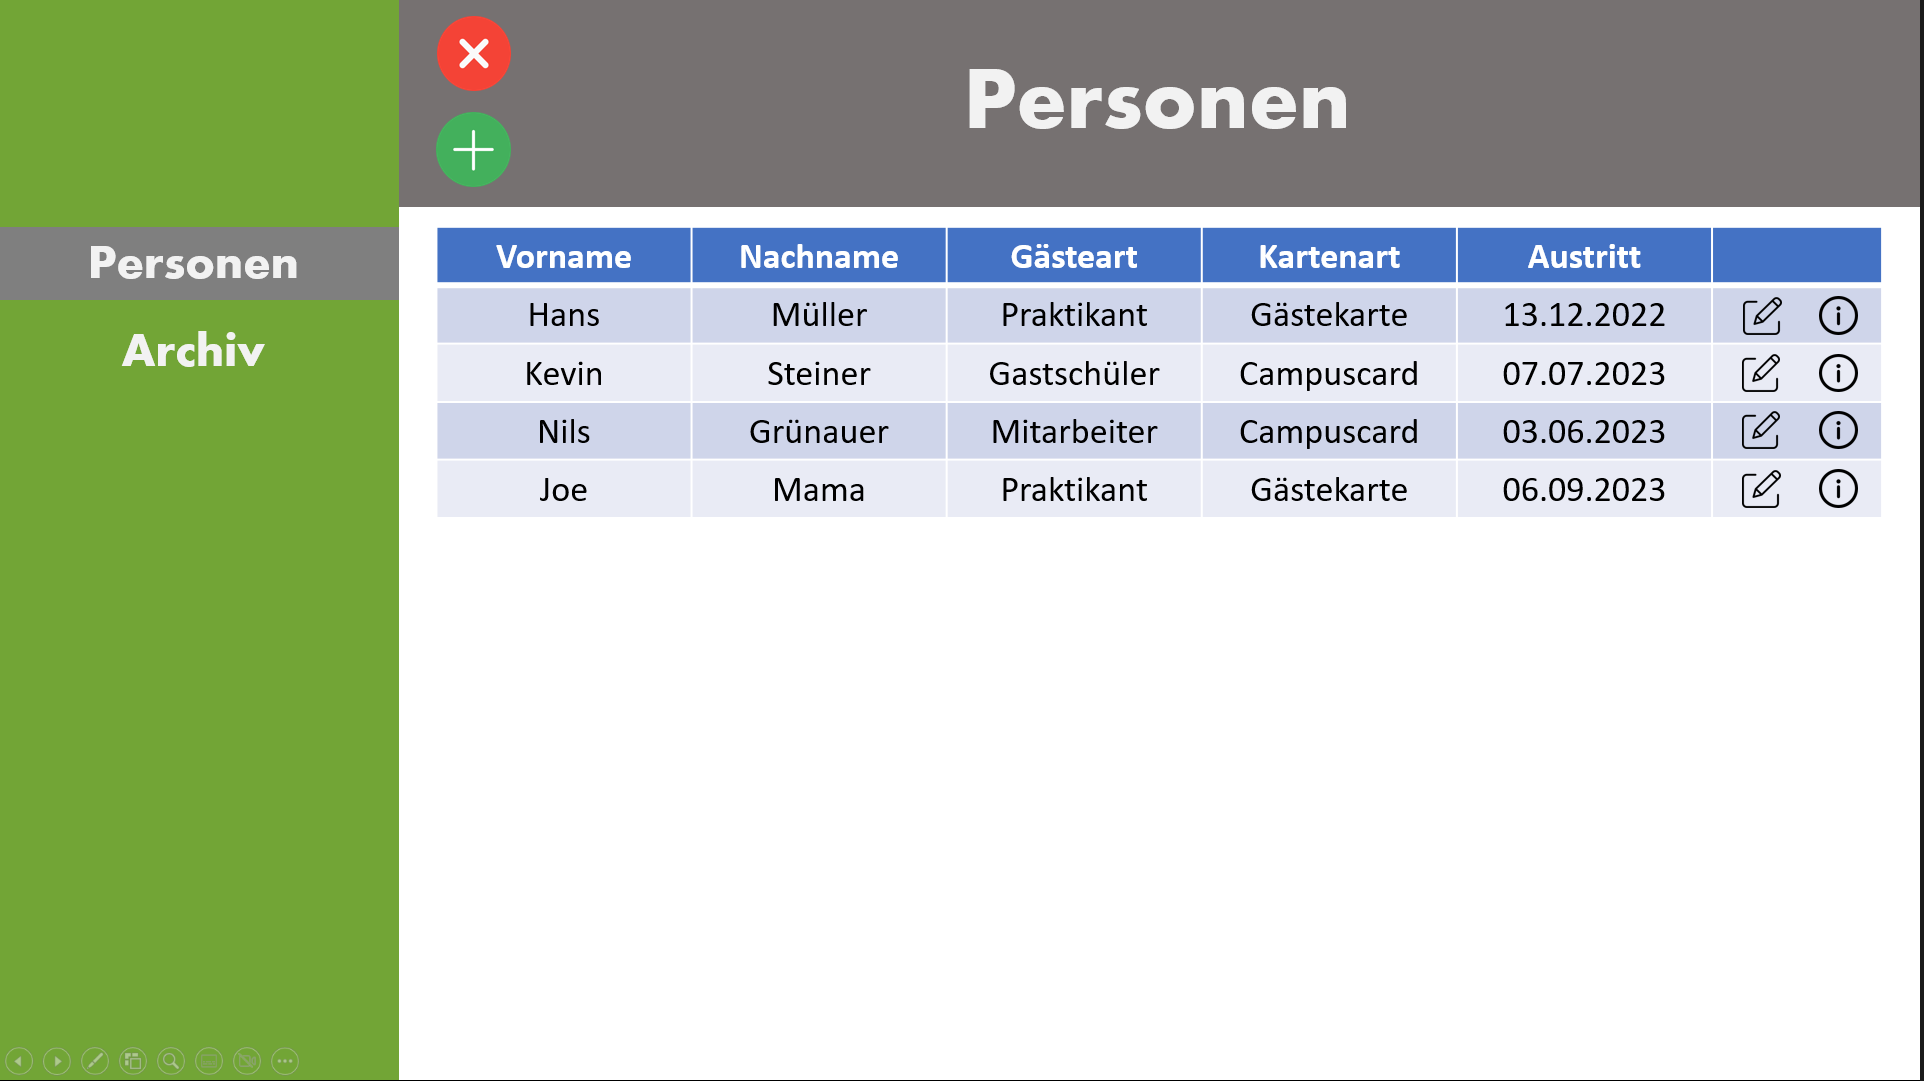 Personen
Personen
Archiv
Vorname Nachname Gästeart Kartenart Austritt
Hans Müller Praktikant Gästekarte 13.12.2022
Kevin Steiner Gastschüler Campuscard 07.07.2023
Nils Grünauer Mitarbeiter Campuscard 03.06.2023
Joe Mama Praktikant Gästekarte 06.09.2023